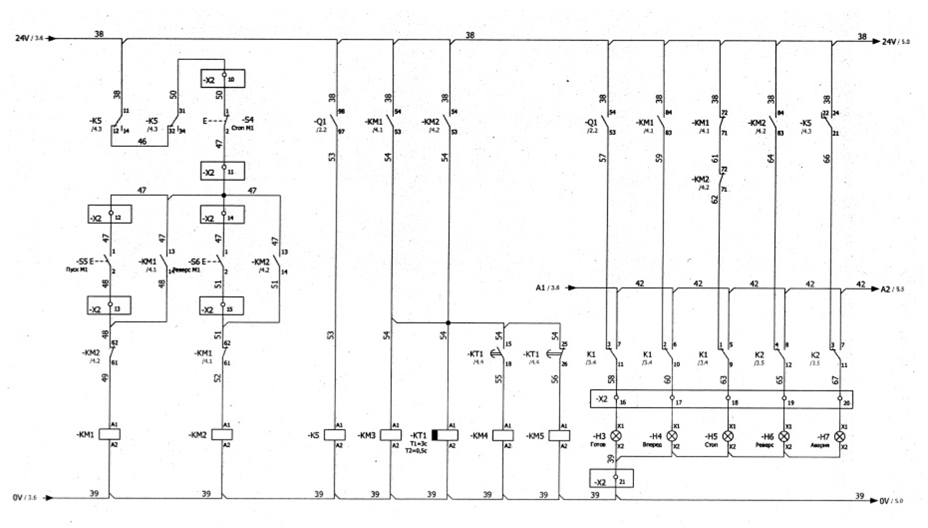 38 38 38
24V / 3.6 24V / 5.0
-X2 10
38 50 50 38 38 38 38 38 38 38 38
11 31 1 98 54 54 54 84 72 84 22 24
-K5 /4.3 -K5 /4.3 E -S4 Стоп M1 -Q1 /2.2 -KM1 /4.1 -KM2 /4.2 -Q1 /2.2 -KM1 /4.1 -KM1 /4.1 -KM2 /4.2 -K5 /4.3
12 14 32 34 2 97 53 53 53 83 71 83 21
46 47 53 54 54 57 59 61 64 66
-X2 11
72
-KM2 /4.2 71
62
47 47
-X2 12 -X2 14
47 47 47 47
1 13 1 13
-S5 E Пуск M1 -KM1 /4.1 -S6 E Реверс M1 -KM2 /4.2
2 14 2 14
48 48 51 51
A1 / 3.6 42 42 42 42 42 A2 / 5.5
-X2 13 -X2 15
48 51 53 54 54 54 54
62 62 15 25 3 7 2 6 1 5 4 8 3 7
-KM2 /4.2 -KM1 /4.1 -KT1 /4.4 -KT1 /4.4 K1 /3.4 K1 /3.4 K1 /3.4 K2 /3.5 K2 /3.5
61 61 18 26 11 10 9 12 11
49 52 55 56 58 60 63 65 67
-X2 16 17 18 19 20
A1 A1 A1 A1 A1 A1 A1 X1 X1 X1 X1 X1
-KM1 -KM2 -K5 -KM3 -KT1 -KM4 -KM5 -H3 -H4 -H5 -H6 -H7
Готов Вперед Стоп Реверс Авария
A2 A2 A2 A2 A2 A2 A2 X2 X2 X2 X2 X2
T1=3c
T2=0,5c
39
-X2 21
0V / 3.6 39 39 39 39 39 39 39 39 0V / 5.0